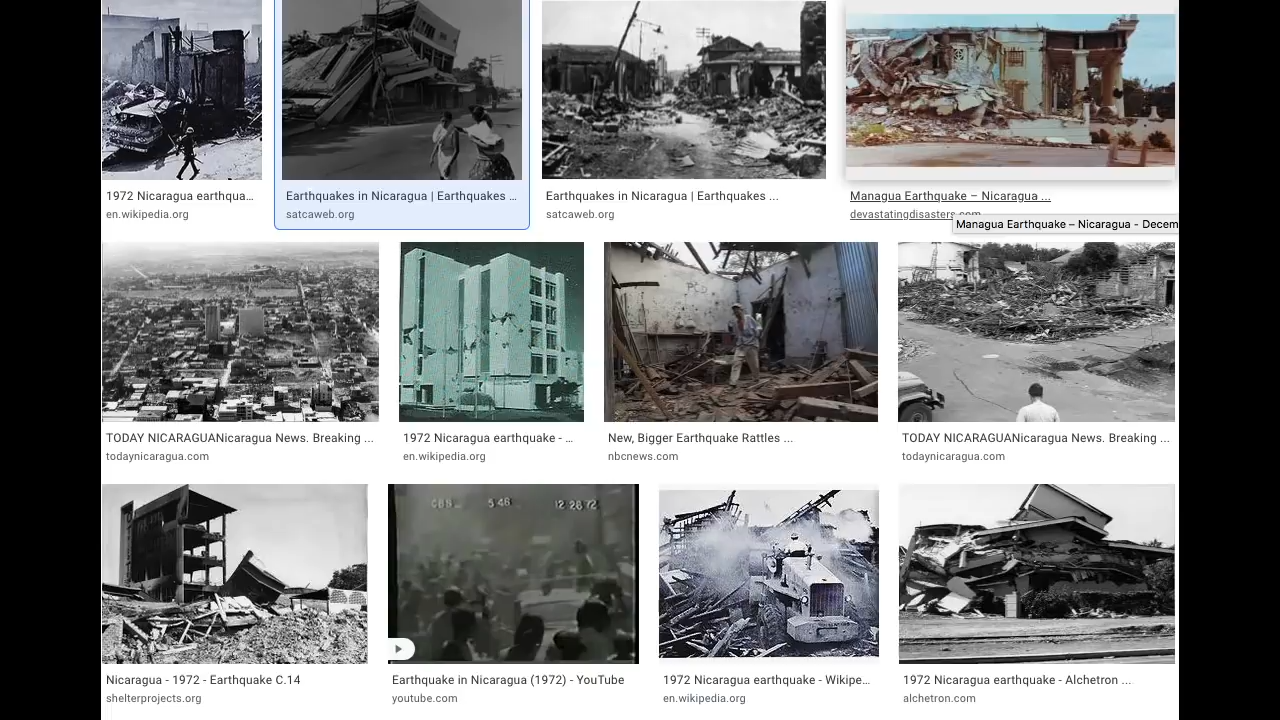 1972 Nicaragua earthqua...
en.wikipedia.org
Earthquakes in Nicaragua | Earthquakes ...
satcaweb.org
Earthquakes in Nicaragua | Earthquakes ...
satcaweb.org
Managua Earthquake – Nicaragua ...
devastatingdisasters.com
Managua Earthquake – Nicaragua - Decem
TODAY NICARAGUANicaragua News. Breaking ...
todaynicaragua.com
1972 Nicaragua earthquake - ...
en.wikipedia.org
New, Bigger Earthquake Rattles ...
nbcnews.com
TODAY NICARAGUANicaragua News. Breaking ...
todaynicaragua.com
CBS 5 48 12 28 72
Nicaragua - 1972 - Earthquake C.14
shelterprojects.org
Earthquake in Nicaragua (1972) - YouTube
youtube.com
1972 Nicaragua earthquake - Wikipe...
en.wikipedia.org
1972 Nicaragua earthquake - Alchetron ...
alchetron.com